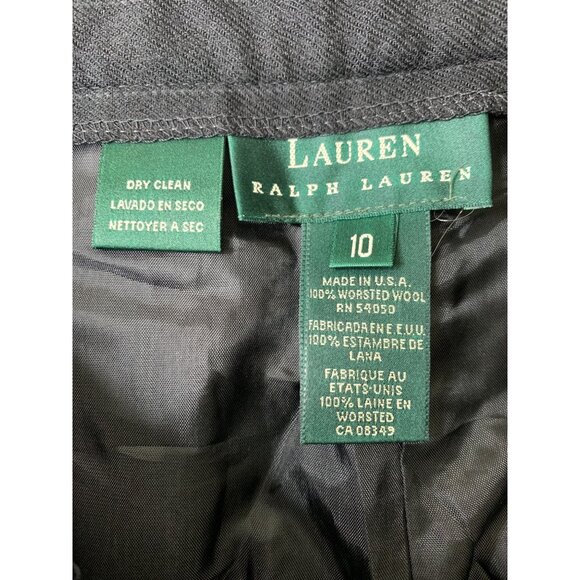 LAUREN
RALPH LAUREN
DRY CLEAN
LAVADO EN SECO
NETTOYER A SEC
10
MADE IN U.S.A.
100% WORSTED WOOL
RN 54050
FABRICADA EN E.E.U.U.
100% ESTAMBRE DE
LANA
FABRIQUE AU
ETATS-UNIS
100% LAINE EN
WORSTED
CA 08349